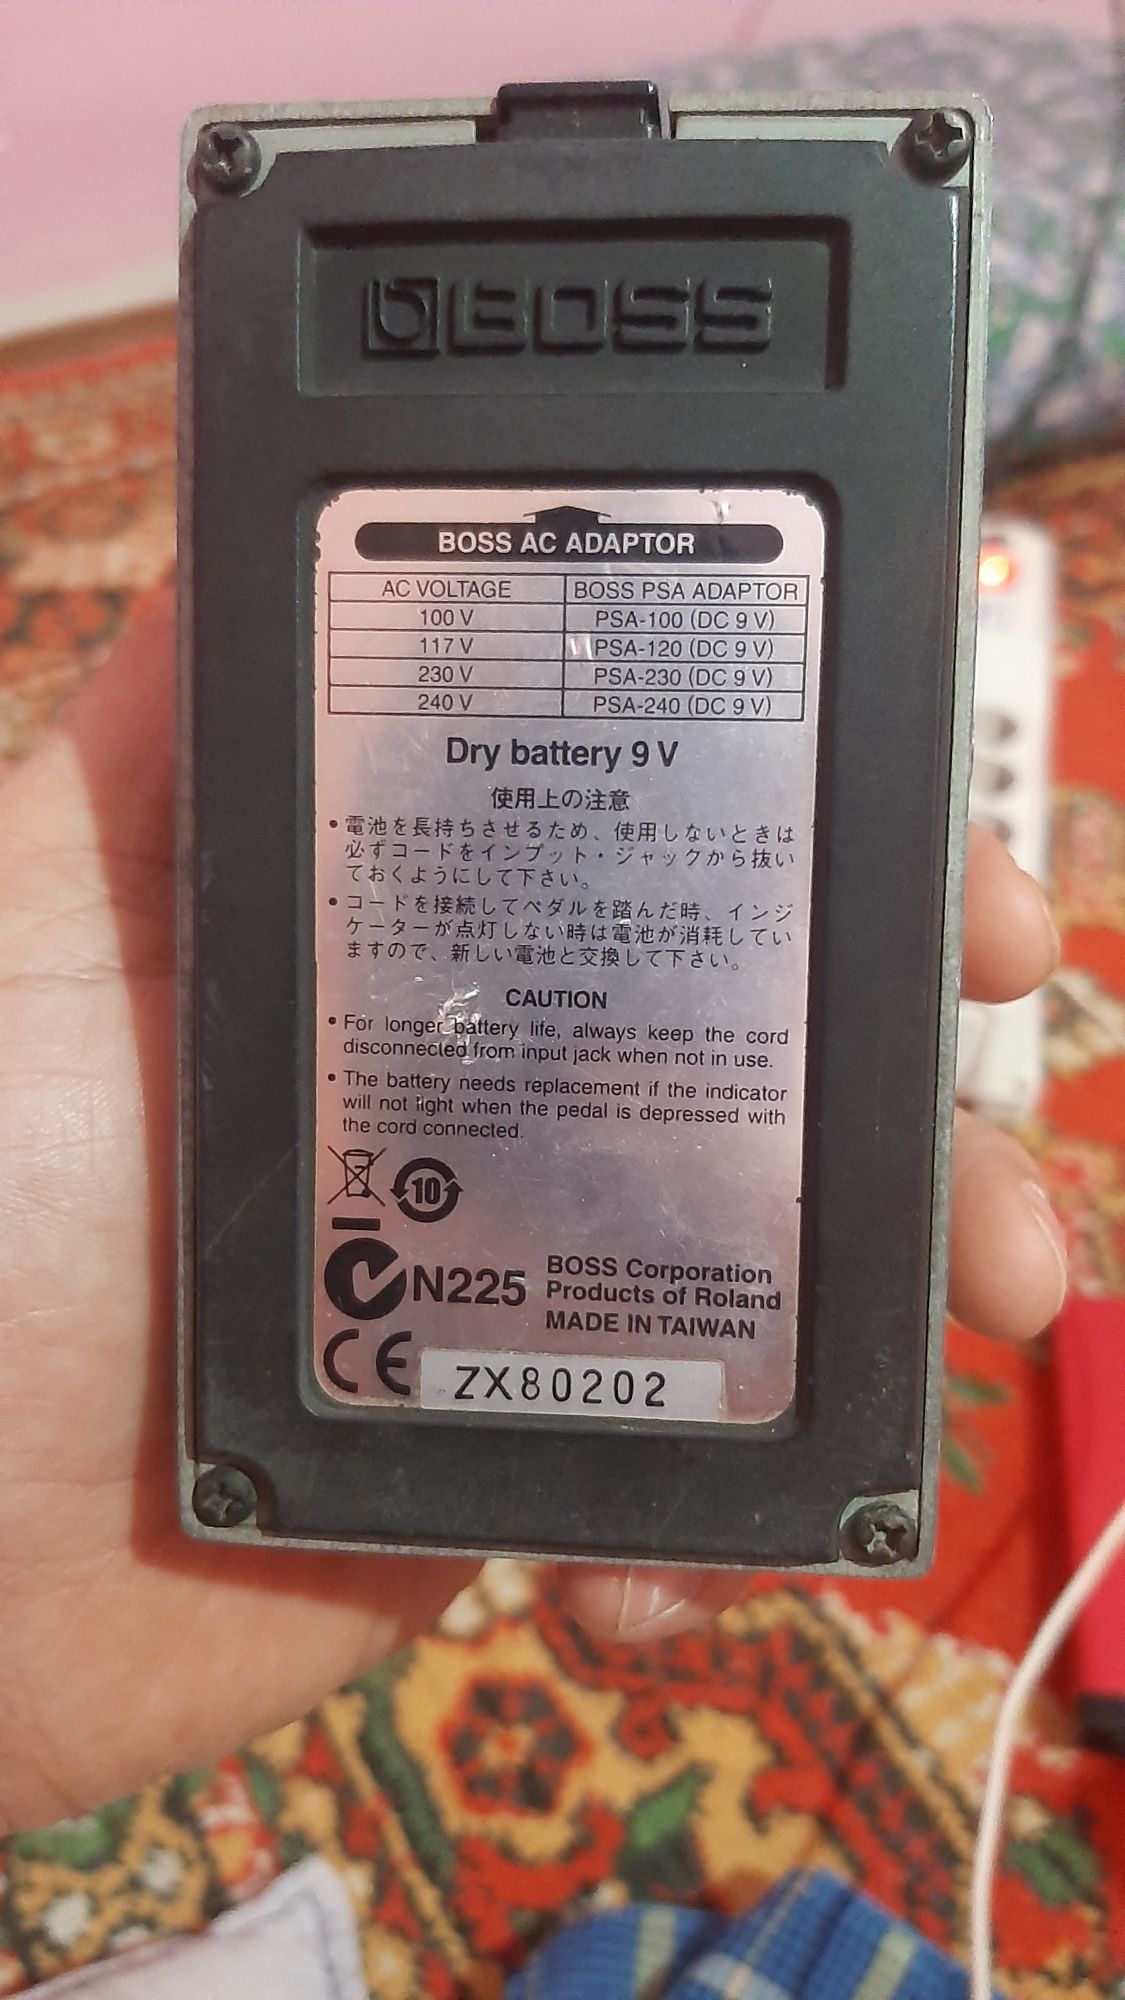 BOSS
BOSS AC ADAPTOR
AC VOLTAGE BOSS PSA ADAPTOR
100 V PSA-100 (DC 9 V)
117 V PSA-120 (DC 9 V)
230 V PSA-230 (DC 9 V)
240 V PSA-240 (DC 9 V)
Dry battery 9 V
使用上の注意
• 電池を長持ちさせるため、使用しないときは
必ずコードをインプット・ジャックから抜い
ておくようにして下さい。
• コードを接続してペダルを踏んだ時、インジ
ケーターが点灯しない時は電池が消耗してい
ますので、新しい電池と交換して下さい。
CAUTION
• For longer battery life, always keep the cord
disconnected from input jack when not in use.
• The battery needs replacement if the indicator
will not light when the pedal is depressed with
the cord connected.
10
N225
BOSS Corporation
Products of Roland
MADE IN TAIWAN
CE
ZX80202